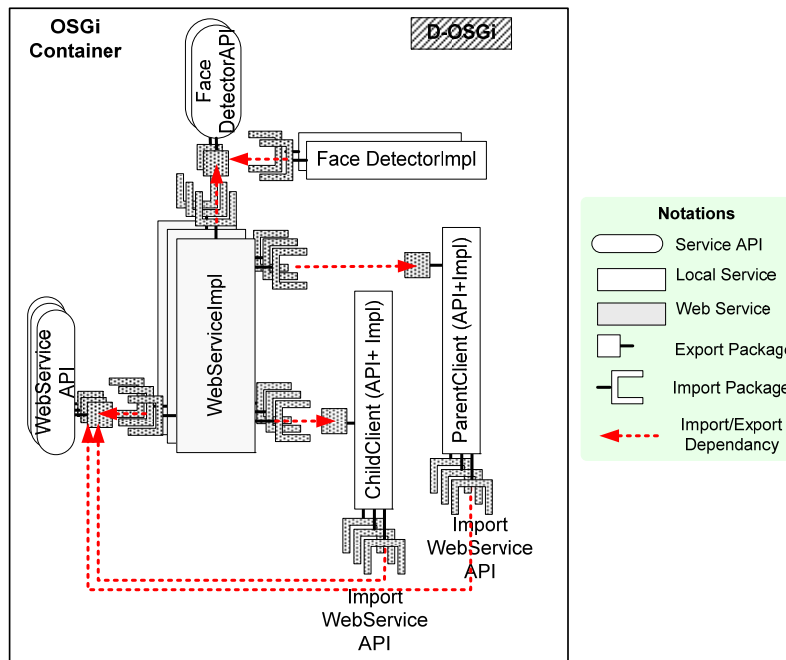 OSGi
Container
D-OSGi
Face
DetectorAPI
Face DetectorImpl
WebServiceImpl
WebService
API
ChildClient (API+ Impl)
ParentClient (API+Impl)
Import
WebService
API
Import
WebService
API
Notations
Service API
Local Service
Web Service
Export Package
Import Package
Import/Export
Dependancy